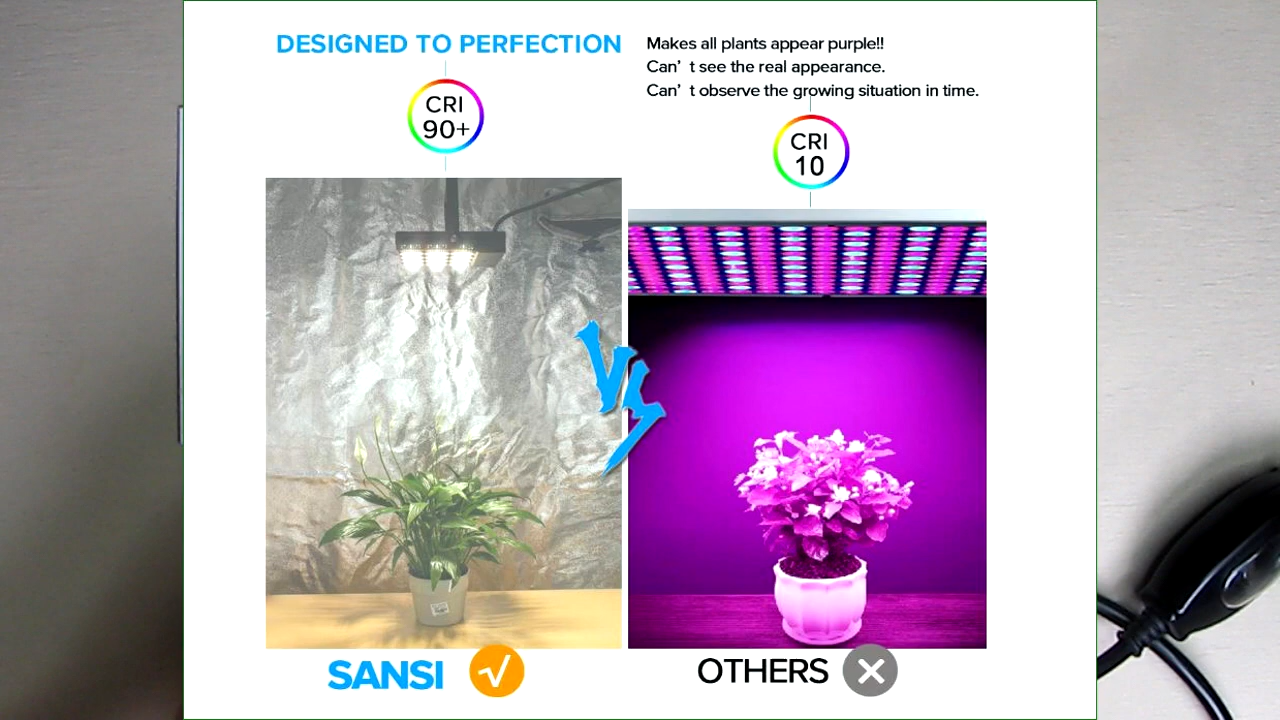 DESIGNED TO PERFECTION
CRI
90+
Makes all plants appear purple!!
Can't see the real appearance.
Can't observe the growing situation in time.
CRI
10
VS
SANSI
OTHERS